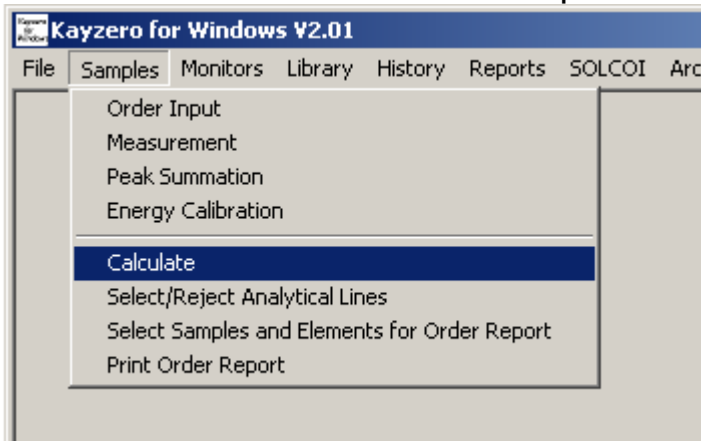 Kayzero for Windows V2.01
File Samples Monitors Library History Reports SOLCOI Arc
Order Input
Measurement
Peak Summation
Energy Calibration
Calculate
Select/Reject Analytical Lines
Select Samples and Elements for Order Report
Print Order Report